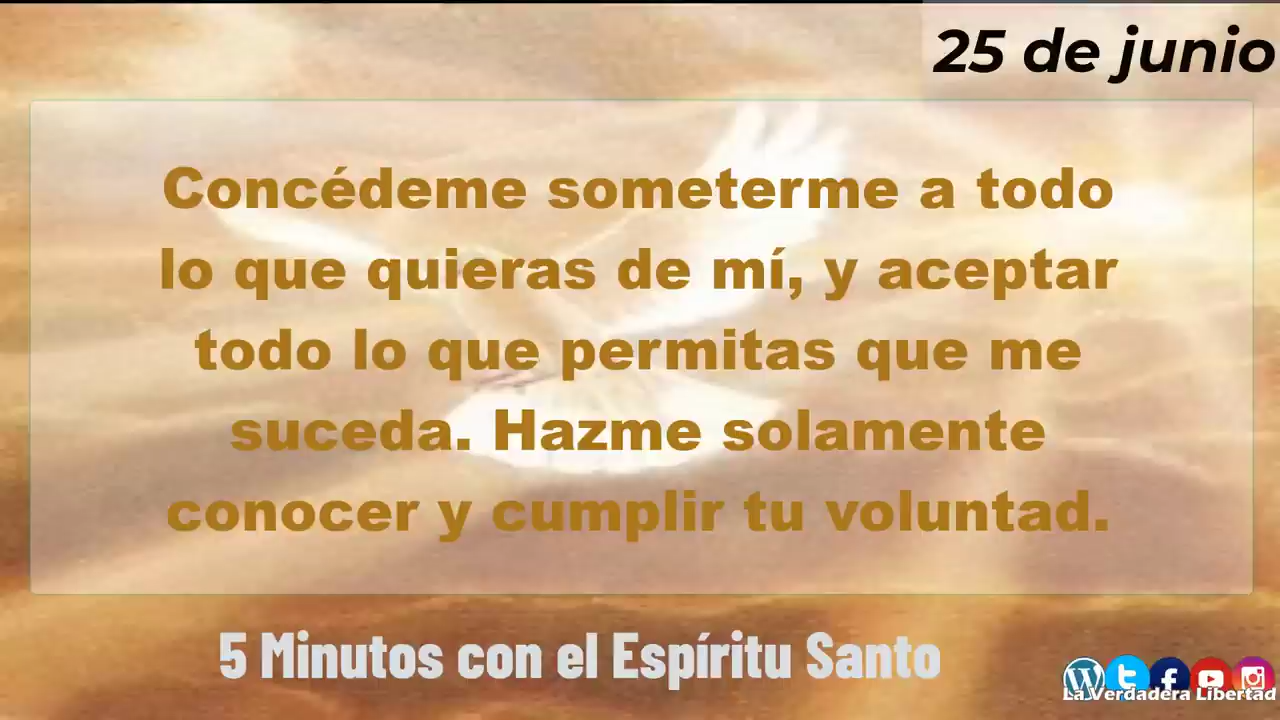 25 de junio
Concédeme someterme a todo
lo que quieras de mí, y aceptar
todo lo que permitas que me
suceda. Hazme solamente
conocer y cumplir tu voluntad.
5 Minutos con el Espíritu Santo
La Verdadera Libertad